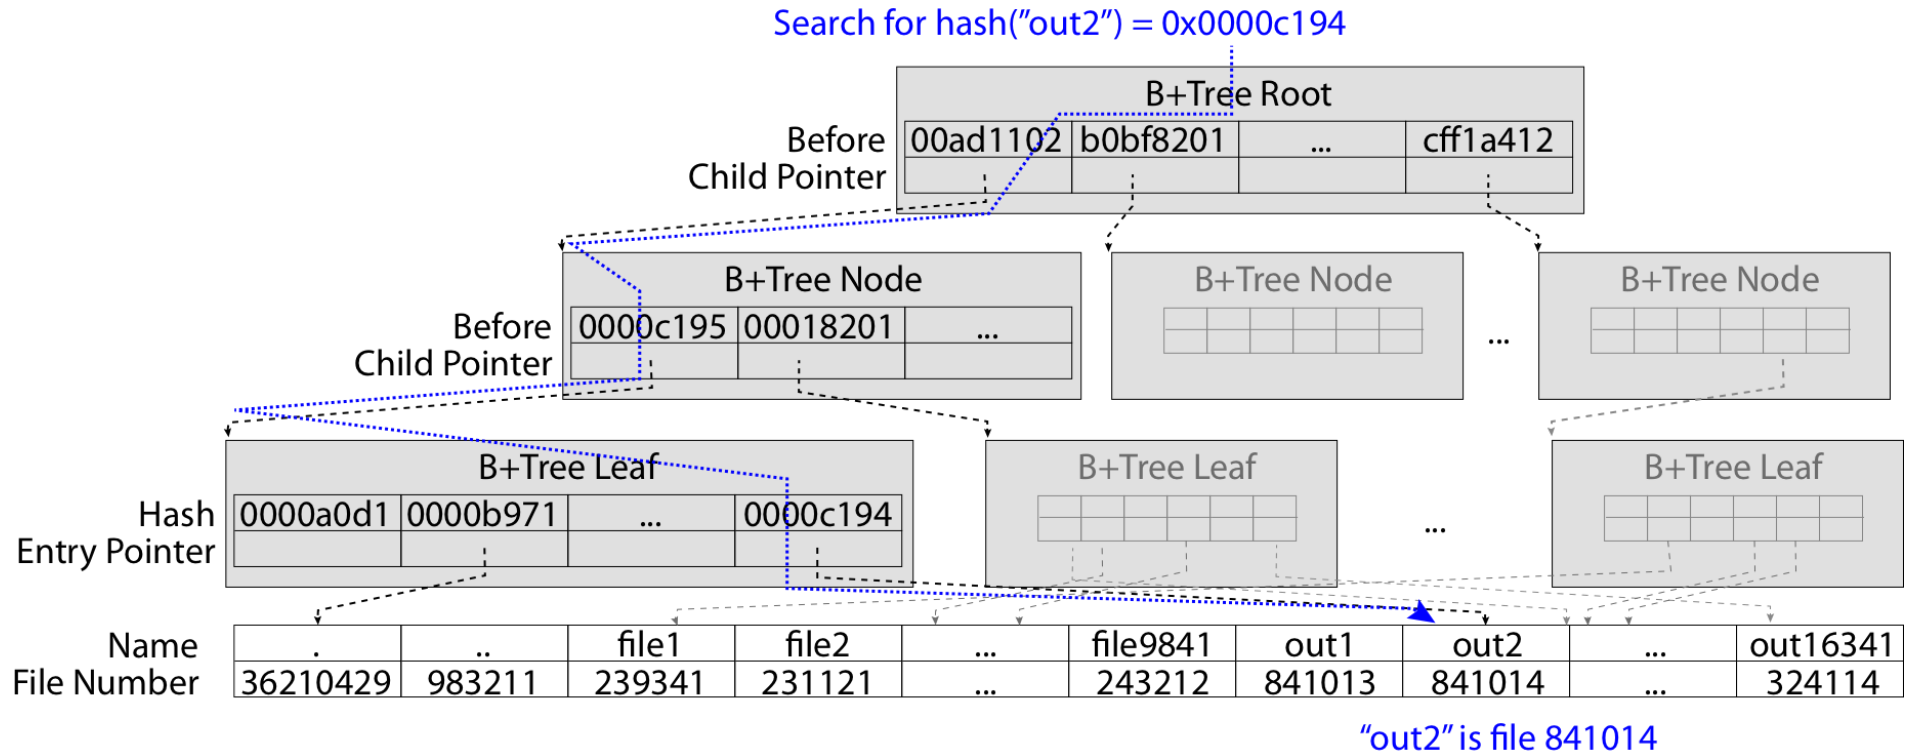 Search for hash(”out2”) = 0x0000c194
B+Tree Root
Before 00ad1102 b0bf8201 ... cff1a412
Child Pointer
B+Tree Node B+Tree Node B+Tree Node
Before 0000c195 00018201 ...
...
Child Pointer
B+Tree Leaf B+Tree Leaf B+Tree Leaf
Hash 0000a0d1 0000b971 ... 0000c194
...
Entry Pointer
Name . .. file1 file2 ... file9841 out1 out2 ... out16341
File Number 36210429 983211 239341 231121 ... 243212 841013 841014 ... 324114
“out2” is file 841014